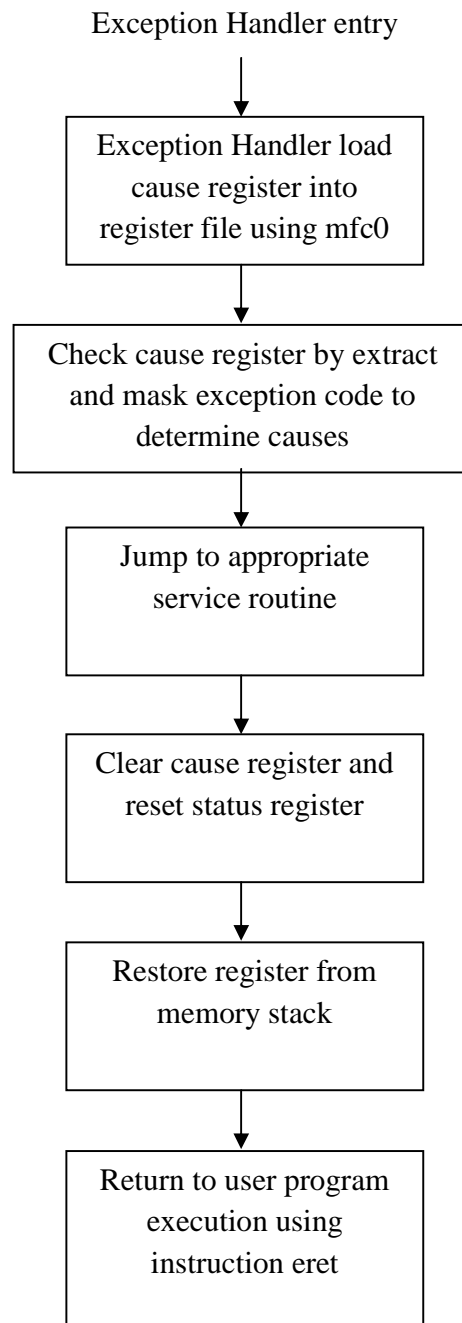 Exception Handler entry
Exception Handler load
cause register into
register file using mfc0
Check cause register by extract
and mask exception code to
determine causes
Jump to appropriate
service routine
Clear cause register and
reset status register
Restore register from
memory stack
Return to user program
execution using
instruction eret